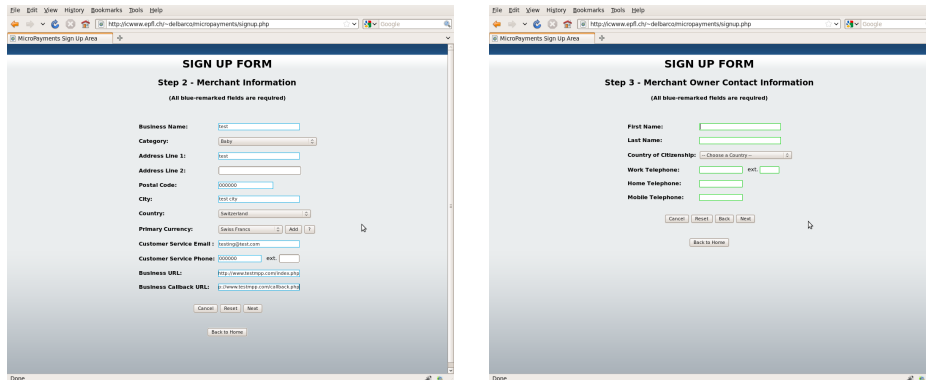 File Edit View History Bookmarks Tools Help
http://icwww.epfl.ch/~delbarco/micropayments/signup.php
Google
MicroPayments Sign Up Area
SIGN UP FORM
Step 2 - Merchant Information
(All blue-remarked fields are required)
Business Name: test
Category: Baby
Address Line 1: test
Address Line 2:
Postal Code: 000000
City: test city
Country: Switzerland
Primary Currency: Swiss Francs Add ?
Customer Service Email : testing@test.com
Customer Service Phone: 000000 ext.
Business URL: http://www.testmpp.com/index.php
Business Callback URL: p://www.testmpp.com/callback.php
Cancel Reset Next
Back to Home
Done
File Edit View History Bookmarks Tools Help
http://icwww.epfl.ch/~delbarco/micropayments/signup.php
Google
MicroPayments Sign Up Area
SIGN UP FORM
Step 3 - Merchant Owner Contact Information
(All blue-remarked fields are required)
First Name:
Last Name:
Country of Citizenship: -- Choose a Country --
Work Telephone: ext.
Home Telephone:
Mobile Telephone:
Cancel Reset Back Next
Back to Home
Done